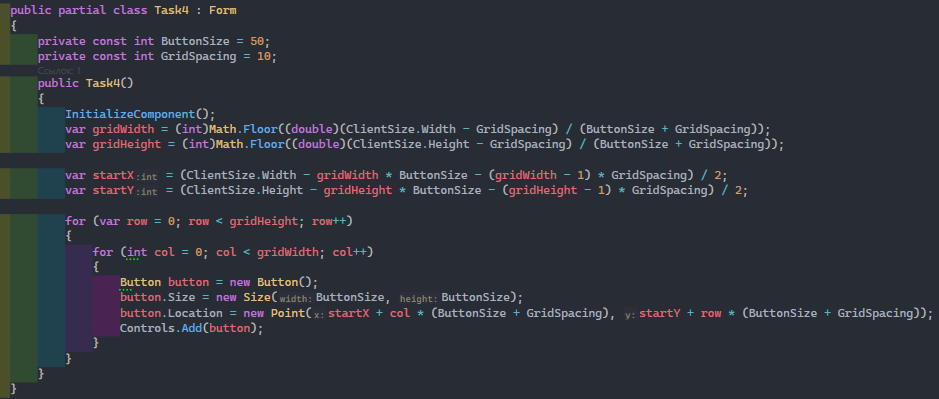 public partial class Task4 : Form
{
private const int ButtonSize = 50;
private const int GridSpacing = 10;
Ссылок: 1
public Task4()
{
InitializeComponent();
var gridWidth = (int)Math.Floor((double)(ClientSize.Width - GridSpacing) / (ButtonSize + GridSpacing));
var gridHeight = (int)Math.Floor((double)(ClientSize.Height - GridSpacing) / (ButtonSize + GridSpacing));
var startX :int = (ClientSize.Width - gridWidth * ButtonSize - (gridWidth - 1) * GridSpacing) / 2;
var startY :int = (ClientSize.Height - gridHeight * ButtonSize - (gridHeight - 1) * GridSpacing) / 2;
for (var row = 0; row < gridHeight; row++)
{
for (int col = 0; col < gridWidth; col++)
{
Button button = new Button();
button.Size = new Size( width: ButtonSize, height: ButtonSize);
button.Location = new Point( x: startX + col * (ButtonSize + GridSpacing), y: startY + row * (ButtonSize + GridSpacing));
Controls.Add(button);
}
}
}
}